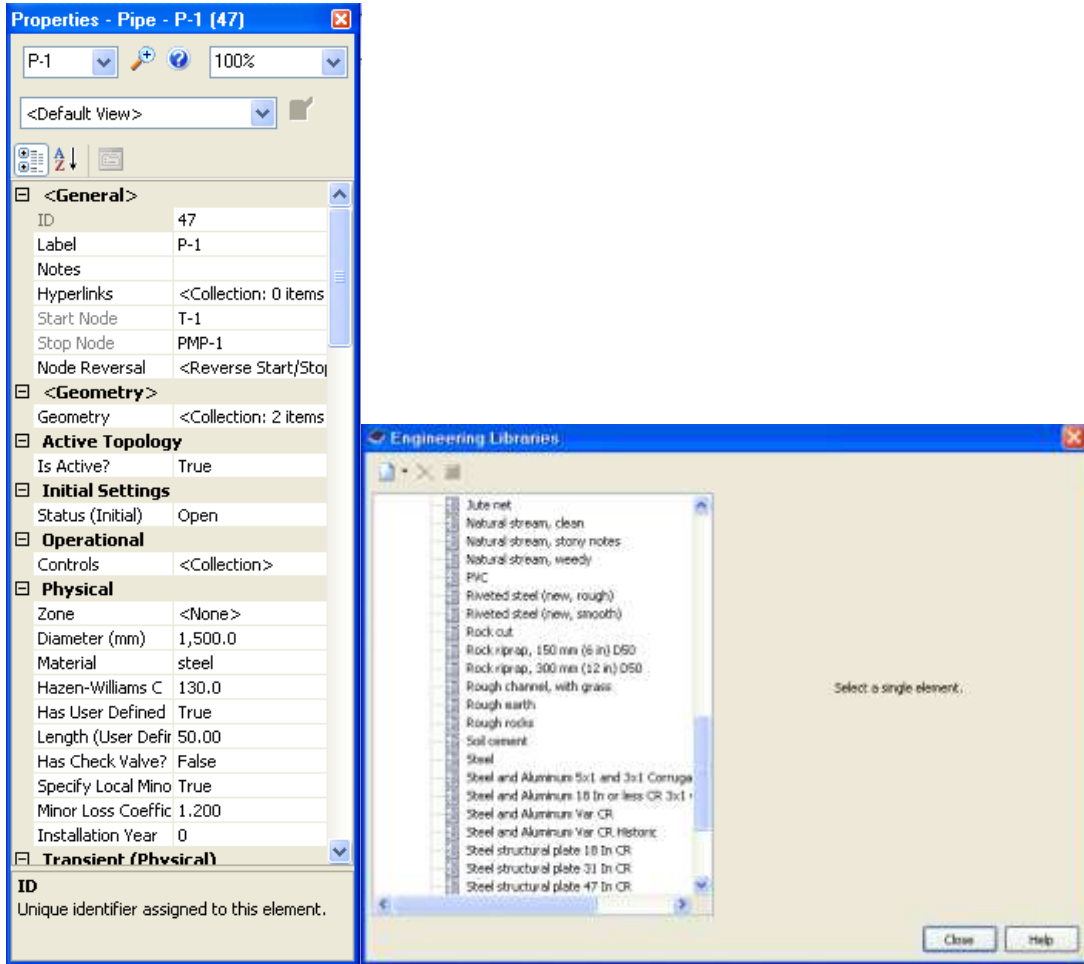 Properties - Pipe - P-1 (47)
P-1 100%
<Default View>
<General>
ID 47
Label P-1
Notes
Hyperlinks <Collection: 0 items
Start Node T-1
Stop Node PMP-1
Node Reversal <Reverse Start/Stop
<Geometry>
Geometry <Collection: 2 items
Active Topology
Is Active? True
Initial Settings
Status (Initial) Open
Operational
Controls <Collection>
Physical
Zone <None>
Diameter (mm) 1,500.0
Material steel
Hazen-Williams C 130.0
Has User Defined True
Length (User Defir 50.00
Has Check Valve? False
Specify Local Mino True
Minor Loss Coeffic 1.200
Installation Year 0
Transient (Physical)
ID
Unique identifier assigned to this element.
Engineering Libraries
Jute net
Natural stream, clean
Natural stream, stony notes
Natural stream, weedy
PVC
Riveted steel (new, rough)
Riveted steel (new, smooth)
Rock cut
Rock riprap, 150 mm (6 in) D50
Rock riprap, 300 mm (12 in) D50
Rough channel, with grass
Rough earth
Rough rocks
Soil cement
Steel
Steel and Aluminum 5x1 and 3x1 Corruga
Steel and Aluminum 18 In or less CR 3x1
Steel and Aluminum Var CR
Steel and Aluminum Var CR Historic
Steel structural plate 18 In CR
Steel structural plate 31 In CR
Steel structural plate 47 In CR
Select a single element.
Close Help